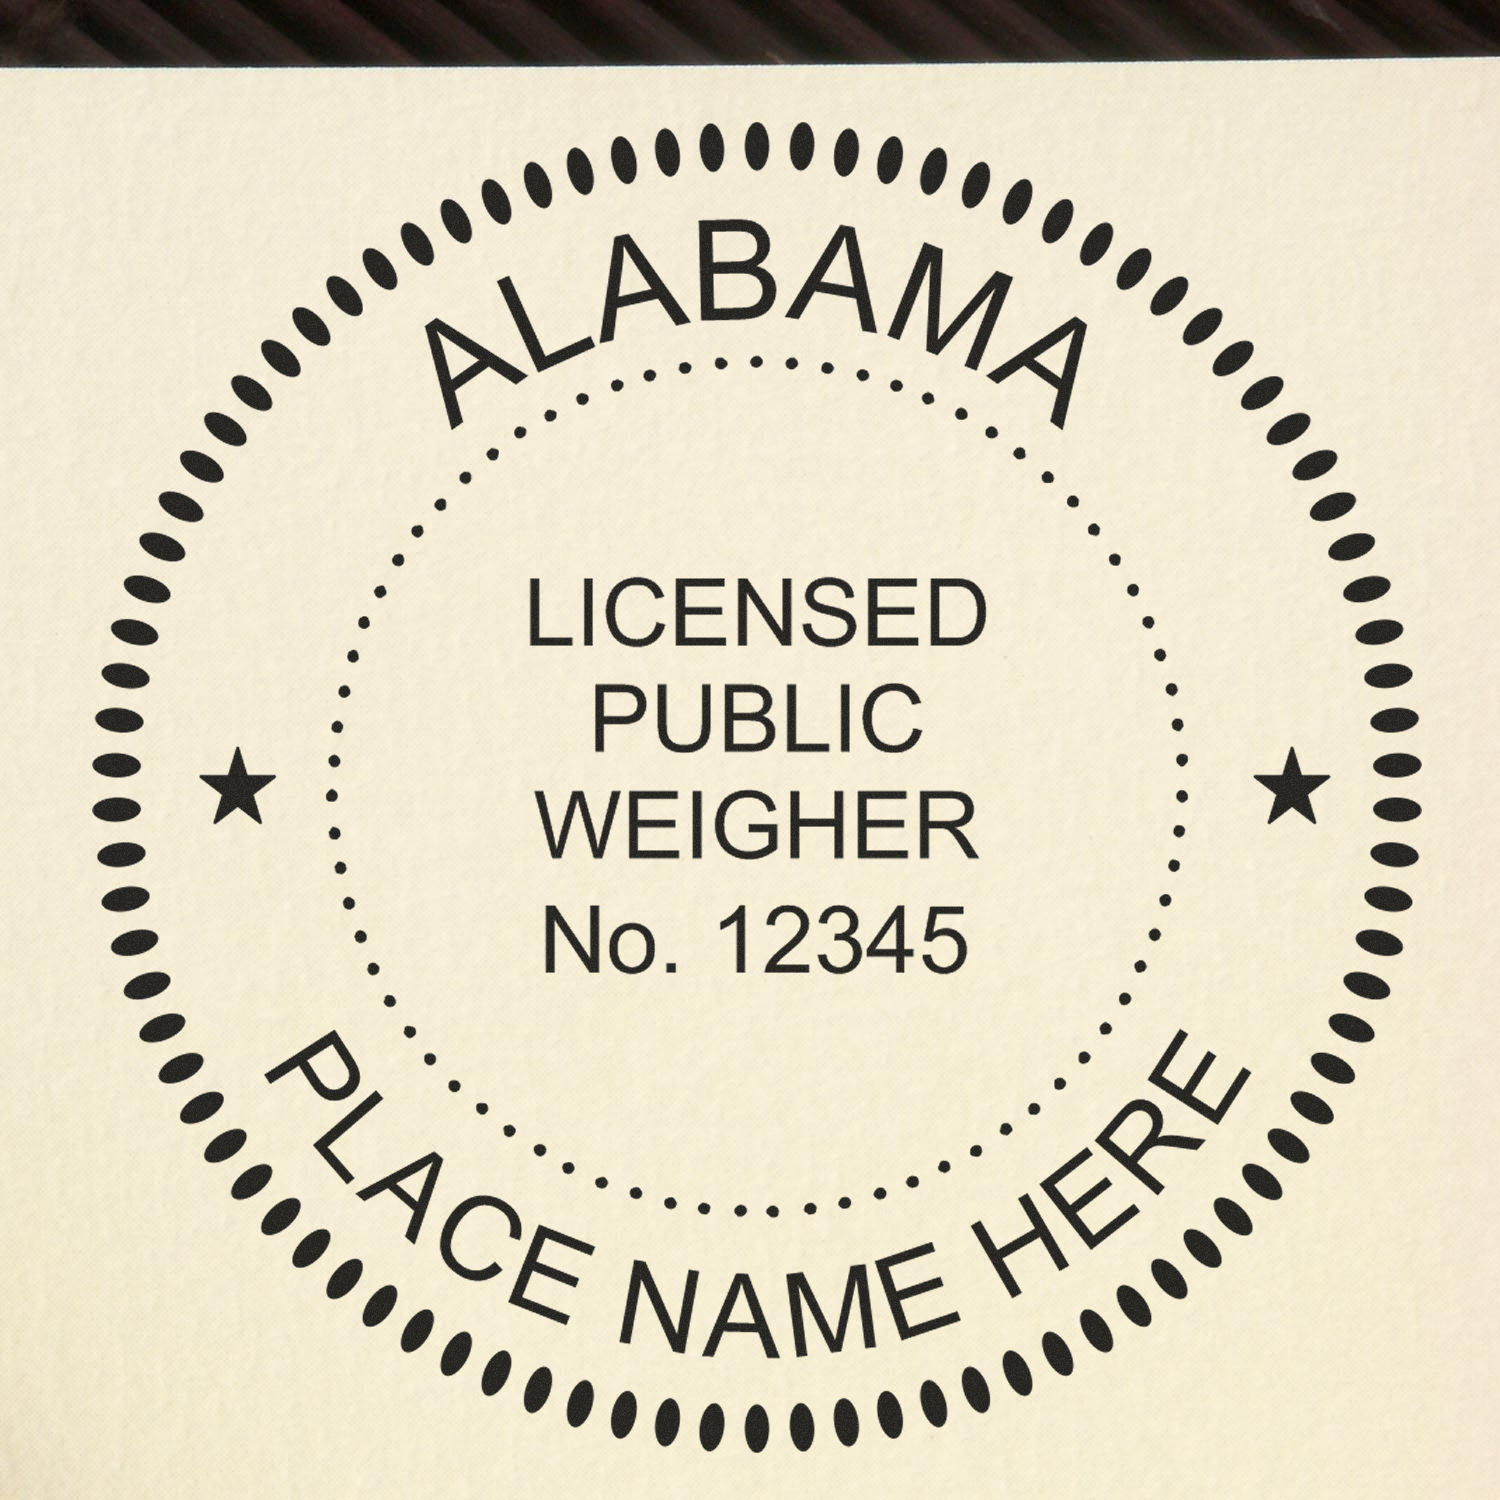 ALABAMA
LICENSED
PUBLIC
WEIGHER
No. 12345
PLACE NAME HERE